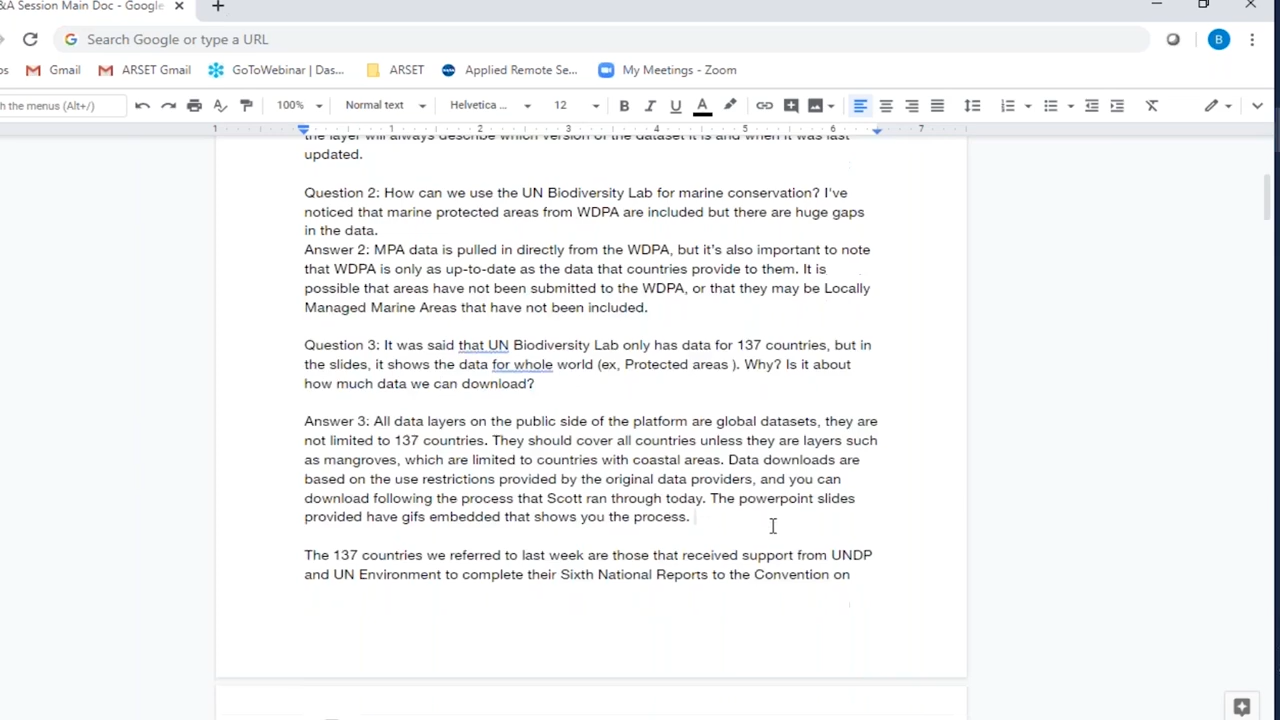 &A Session Main Doc - Google
Search Google or type a URL
B
ps
Gmail
ARSET Gmail
GoToWebinar | Das...
ARSET
Applied Remote Se...
My Meetings - Zoom
ch the menus (Alt+/)
100%
Normal text
Helvetica ...
12
B I U A
1 1 2 3 4 5 6 7
the layer will always describe which version of the dataset it is and when it was last
updated.
Question 2: How can we use the UN Biodiversity Lab for marine conservation? I've
noticed that marine protected areas from WDPA are included but there are huge gaps
in the data.
Answer 2: MPA data is pulled in directly from the WDPA, but it's also important to note
that WDPA is only as up-to-date as the data that countries provide to them. It is
possible that areas have not been submitted to the WDPA, or that they may be Locally
Managed Marine Areas that have not been included.
Question 3: It was said that UN Biodiversity Lab only has data for 137 countries, but in
the slides, it shows the data for whole world (ex, Protected areas ). Why? Is it about
how much data we can download?
Answer 3: All data layers on the public side of the platform are global datasets, they are
not limited to 137 countries. They should cover all countries unless they are layers such
as mangroves, which are limited to countries with coastal areas. Data downloads are
based on the use restrictions provided by the original data providers, and you can
download following the process that Scott ran through today. The powerpoint slides
provided have gifs embedded that shows you the process.
The 137 countries we referred to last week are those that received support from UNDP
and UN Environment to complete their Sixth National Reports to the Convention on